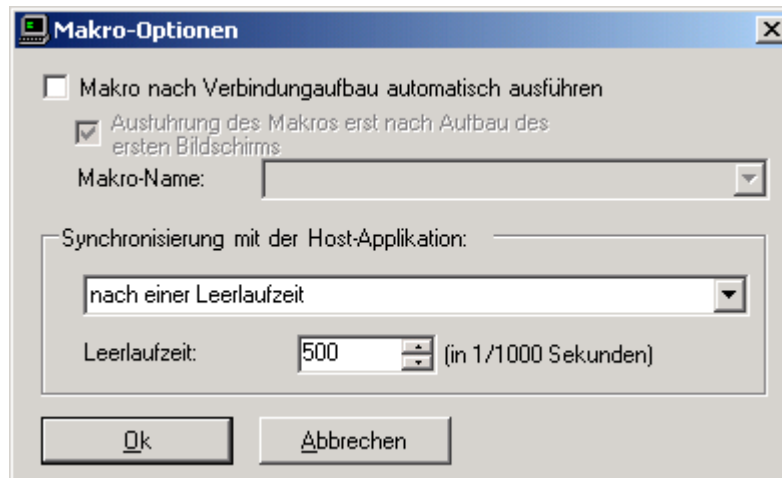 Makro-Optionen
Makro nach Verbindungaufbau automatisch ausführen
Ausführung des Makros erst nach Aufbau des
ersten Bildschirms
Makro-Name:
Synchronisierung mit der Host-Applikation:
nach einer Leerlaufzeit
Leerlaufzeit: 500 (in 1/1000 Sekunden)
Ok Abbrechen